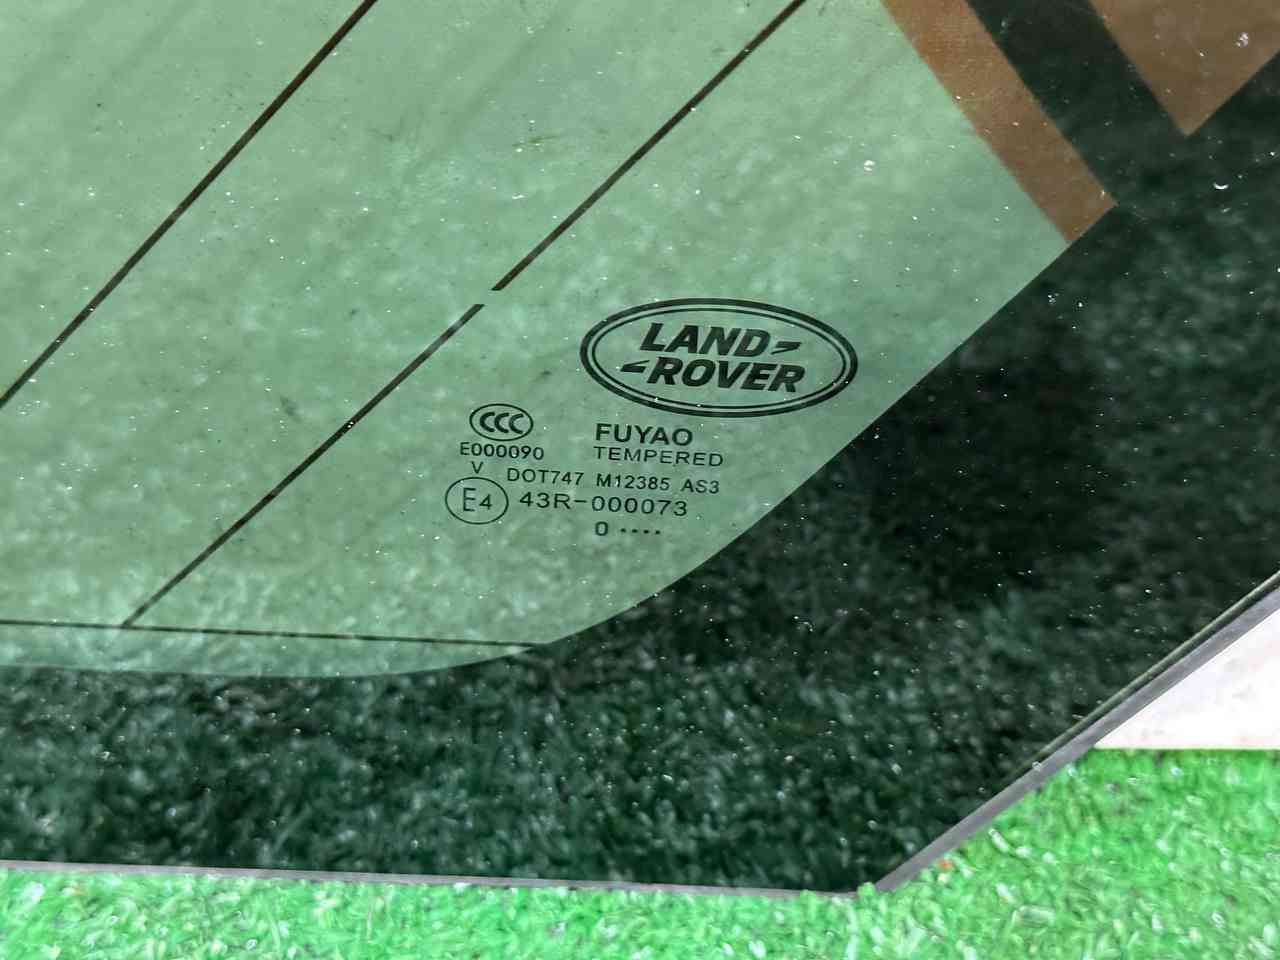 LAND
ROVER
CCC
FUYAO
E000090
TEMPERED
V
DOT747 M12385 AS3
E4 43R-000073
0 ····